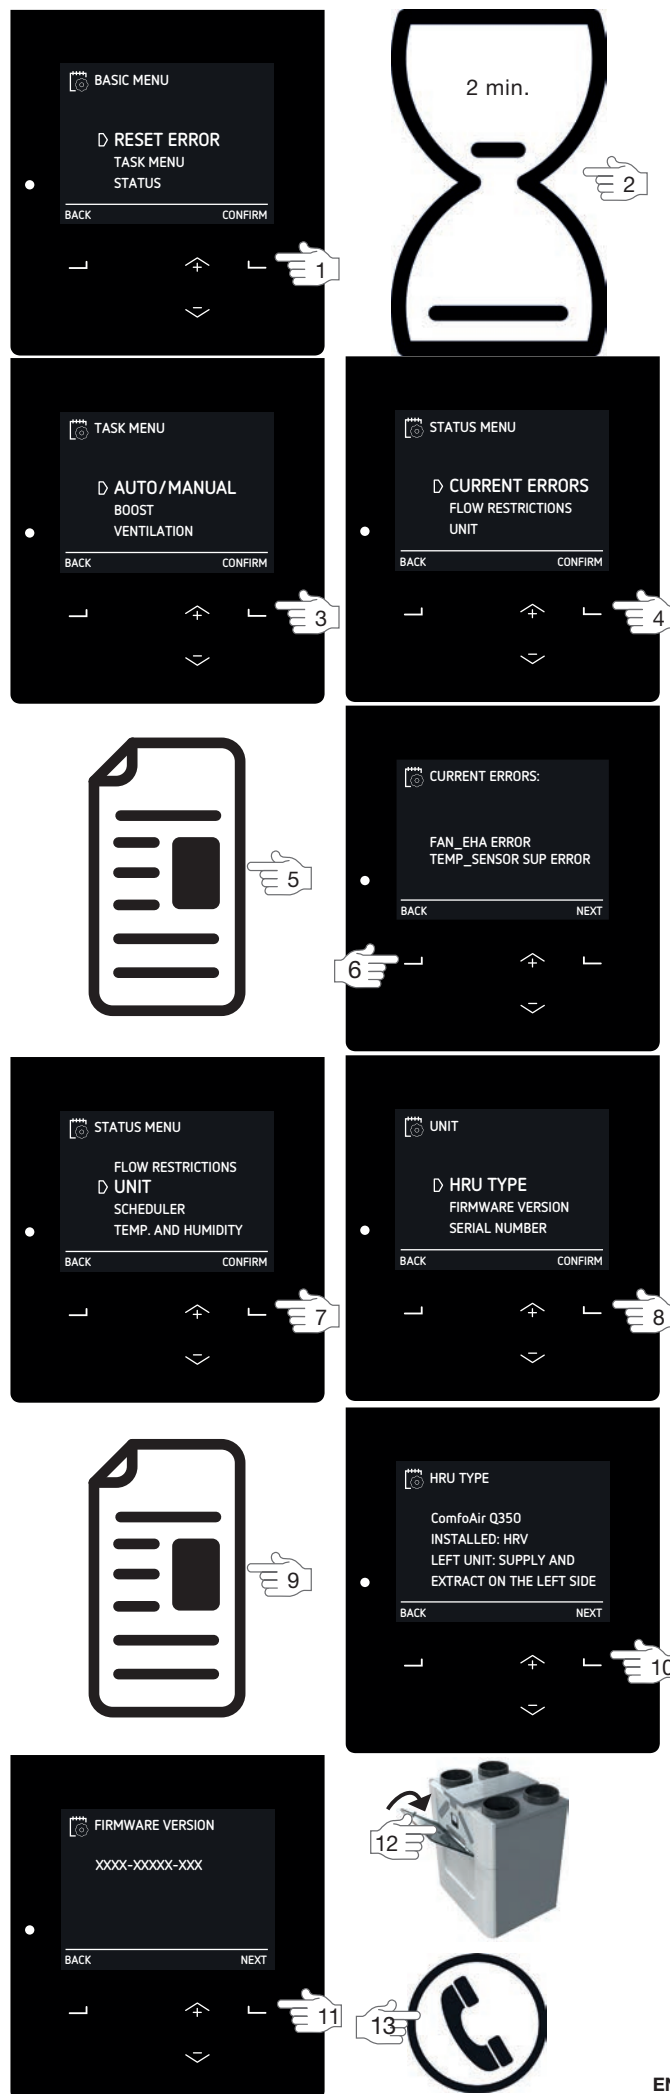 BASIC MENU
RESET ERROR
TASK MENU
STATUS
BACK CONFIRM
1
2 min.
2
TASK MENU
AUTO/MANUAL
BOOST
VENTILATION
BACK CONFIRM
3
STATUS MENU
CURRENT ERRORS
FLOW RESTRICTIONS
UNIT
BACK CONFIRM
4
5
CURRENT ERRORS:
FAN_EHA ERROR
TEMP_SENSOR SUP ERROR
BACK NEXT
6
STATUS MENU
FLOW RESTRICTIONS
UNIT
SCHEDULER
TEMP. AND HUMIDITY
BACK CONFIRM
7
UNIT
HRU TYPE
FIRMWARE VERSION
SERIAL NUMBER
BACK CONFIRM
8
9
HRU TYPE
ComfoAir Q350
INSTALLED: HRV
LEFT UNIT: SUPPLY AND
EXTRACT ON THE LEFT SIDE
BACK NEXT
10
FIRMWARE VERSION
XXXX-XXXXX-XXX
BACK NEXT
11
12
13
EN